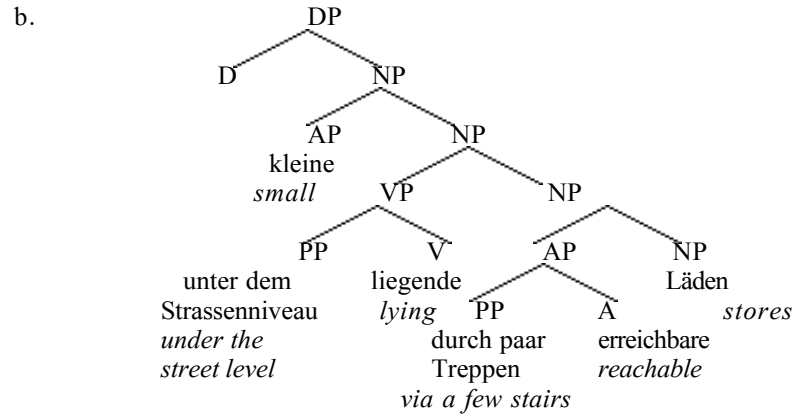 b. DP
D NP
AP NP
kleine
small VP NP
PP V AP NP
unter dem liegende Läden
Strassenniveau lying PP A stores
under the durch paar erreichbare
street level Treppen reachable
via a few stairs